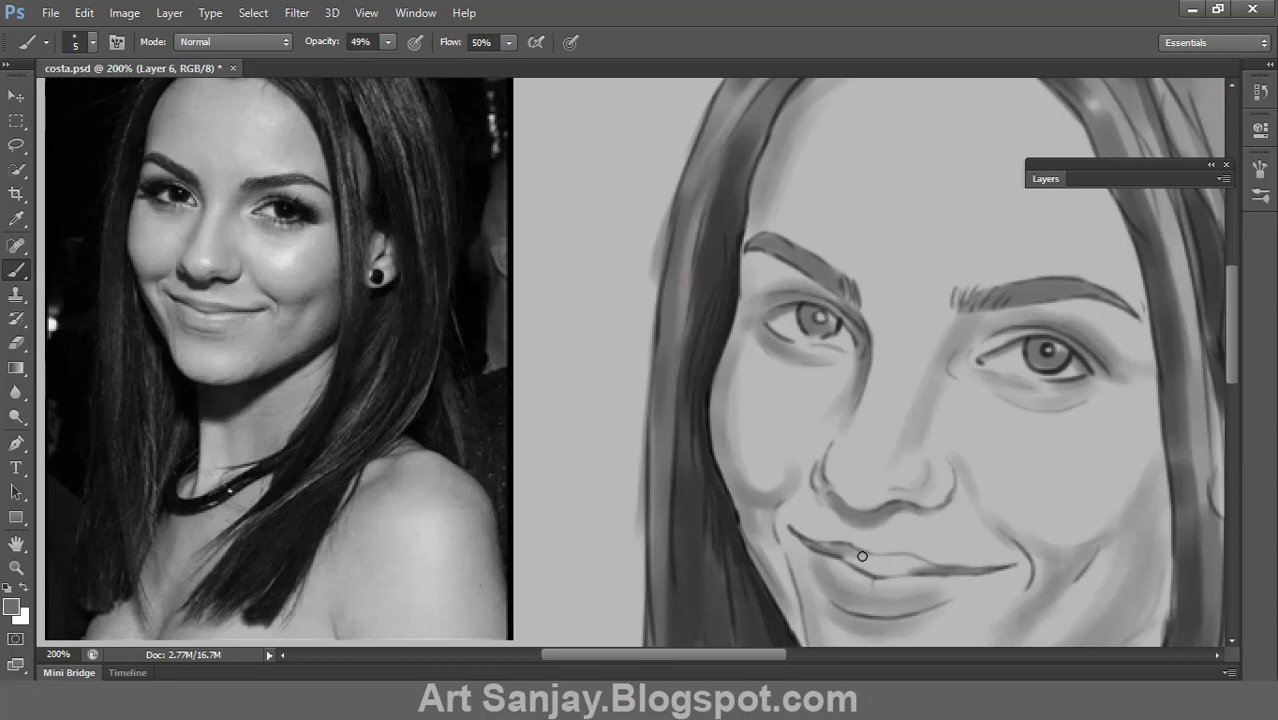 Ps File Edit Image Layer Type Select Filter 3D View Window Help
5 Mode: Normal Opacity: 49% Flow: 50% Essentials
costa.psd @ 200% (Layer 6, RGB/8) * ×
Layers
200% Doc: 2.77M/16.7M
Mini Bridge Timeline
Art Sanjay.Blogspot.com